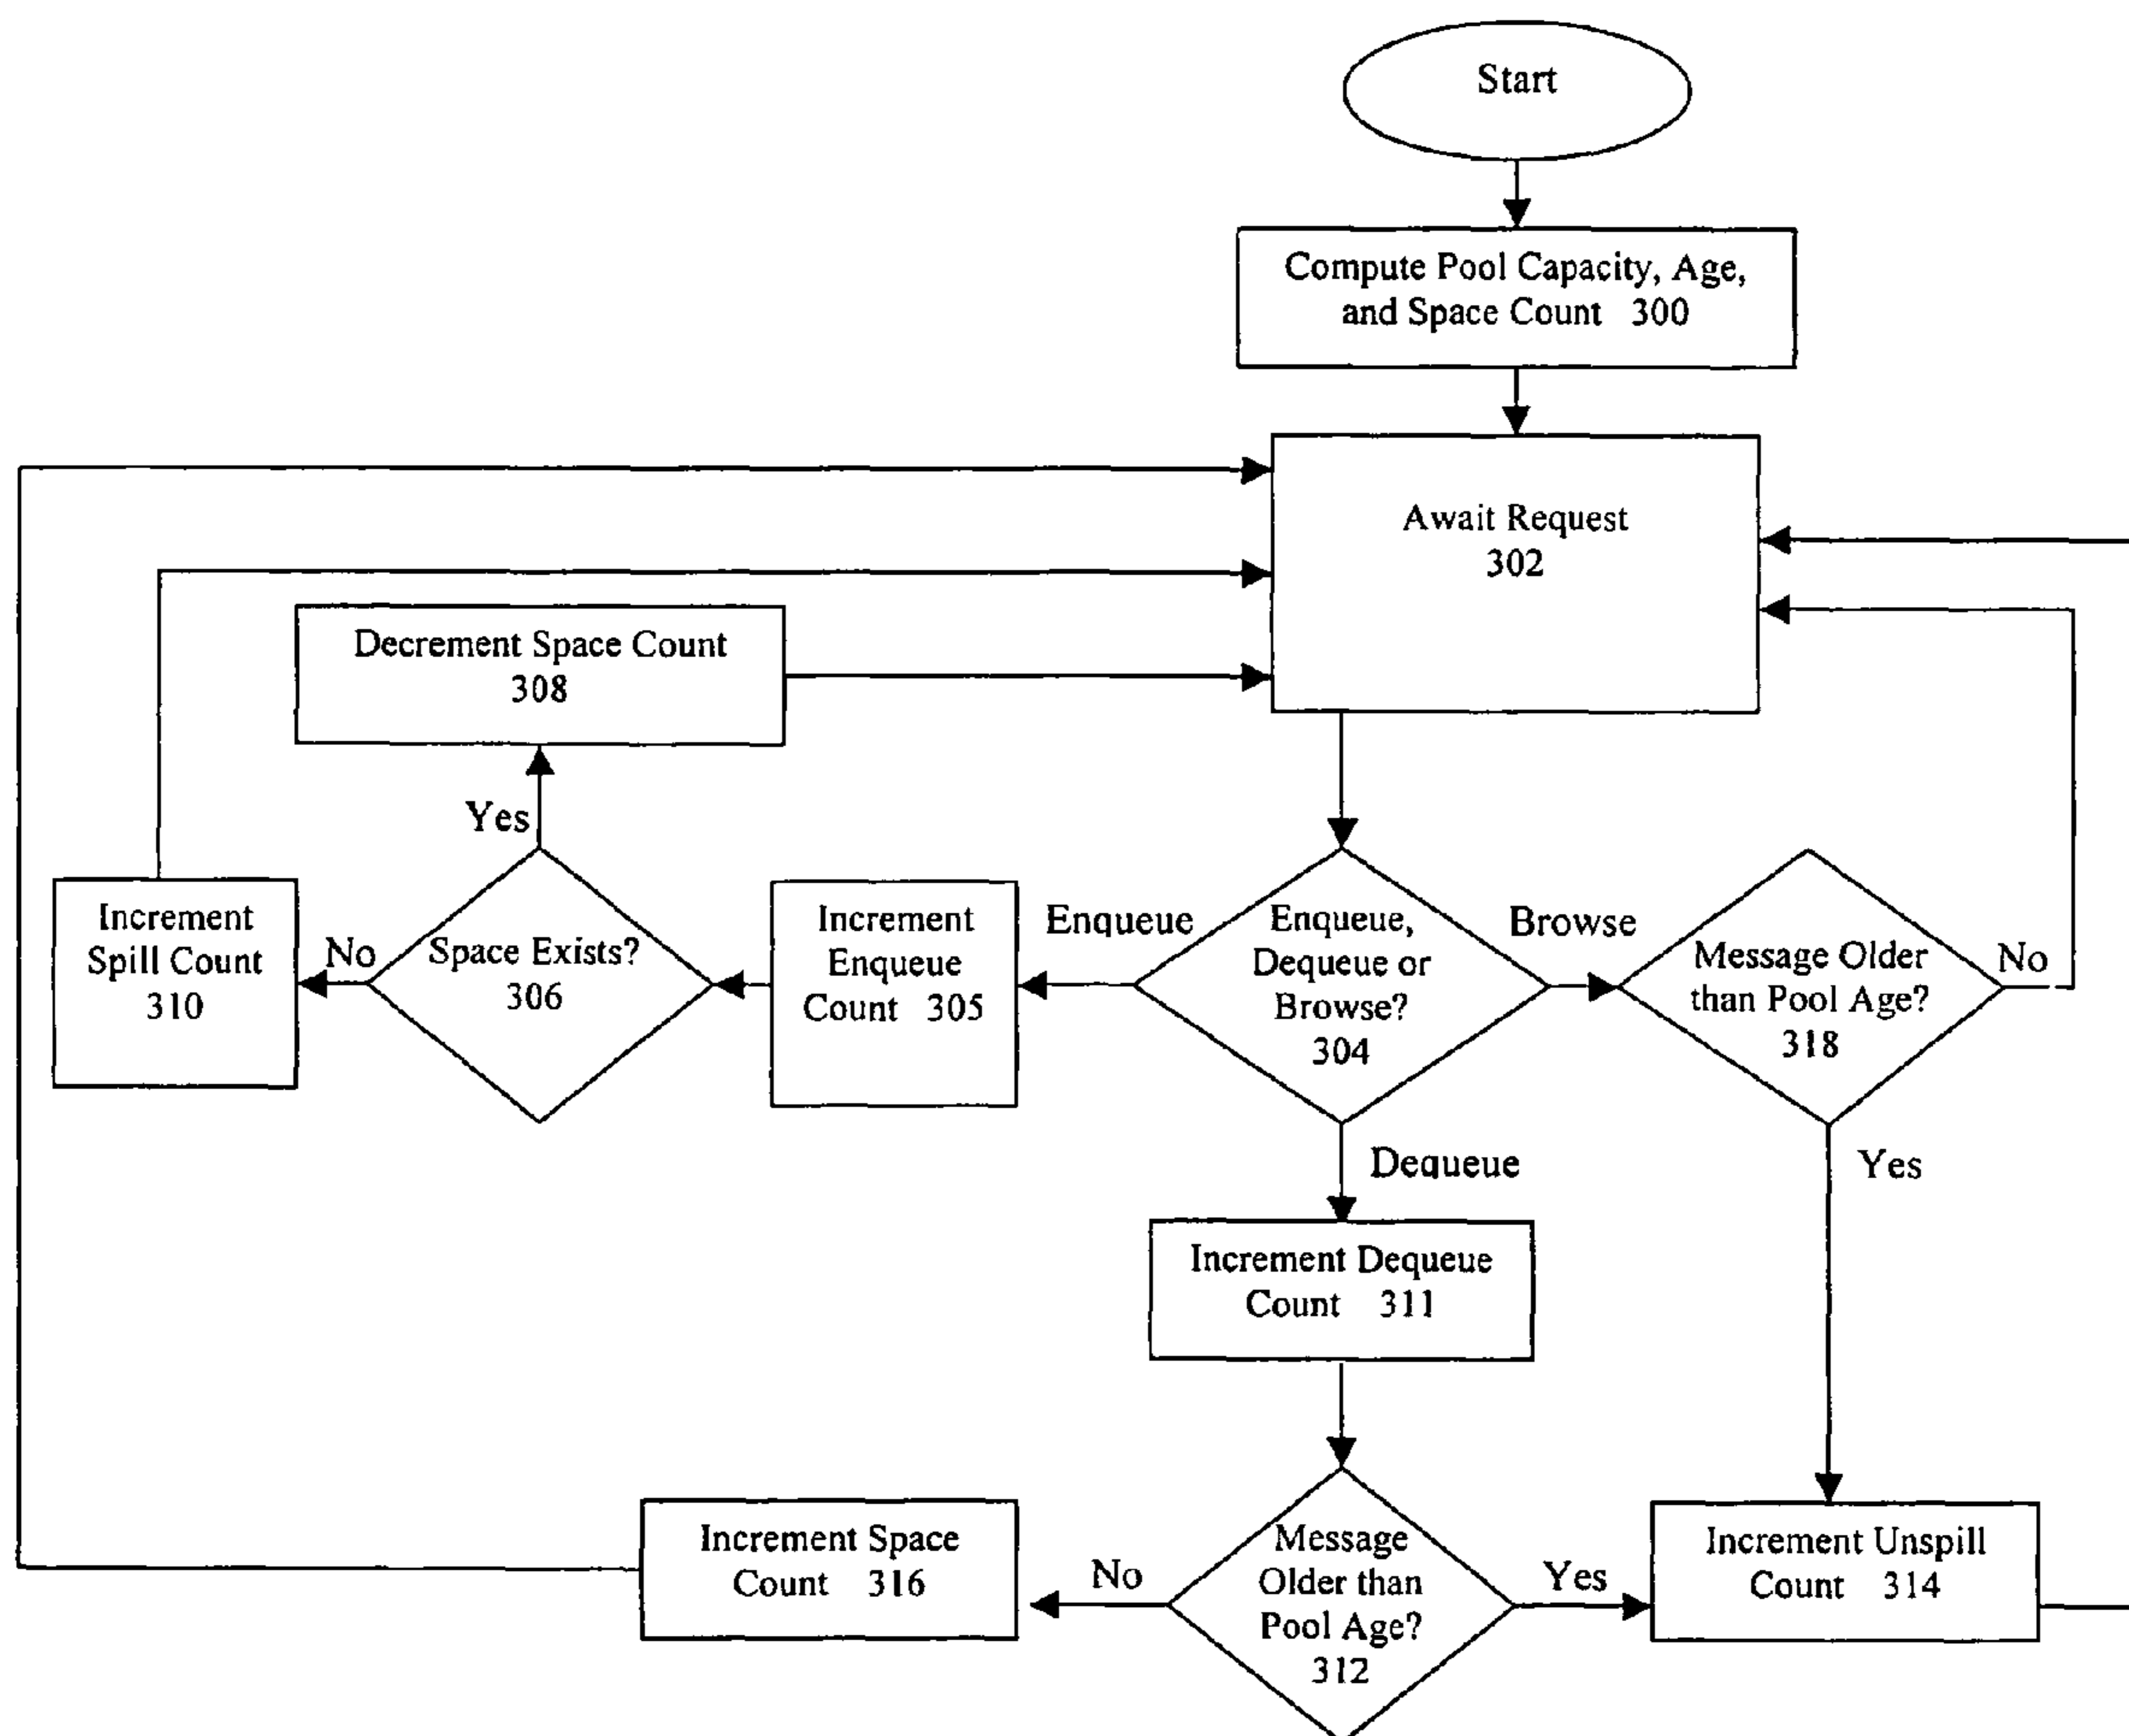 Start
Compute Pool Capacity, Age,
and Space Count 300
Await Request
302
Decrement Space Count
308
Yes
Increment
Spill Count
310
No
Space Exists?
306
Increment
Enqueue
Count 305
Enqueue
Enqueue,
Dequeue or
Browse?
304
Browse
Message Older
than Pool Age?
318
No
Dequeue
Yes
Increment Dequeue
Count 311
Increment Space
Count 316
No
Message
Older than
Pool Age?
312
Yes
Increment Unspill
Count 314